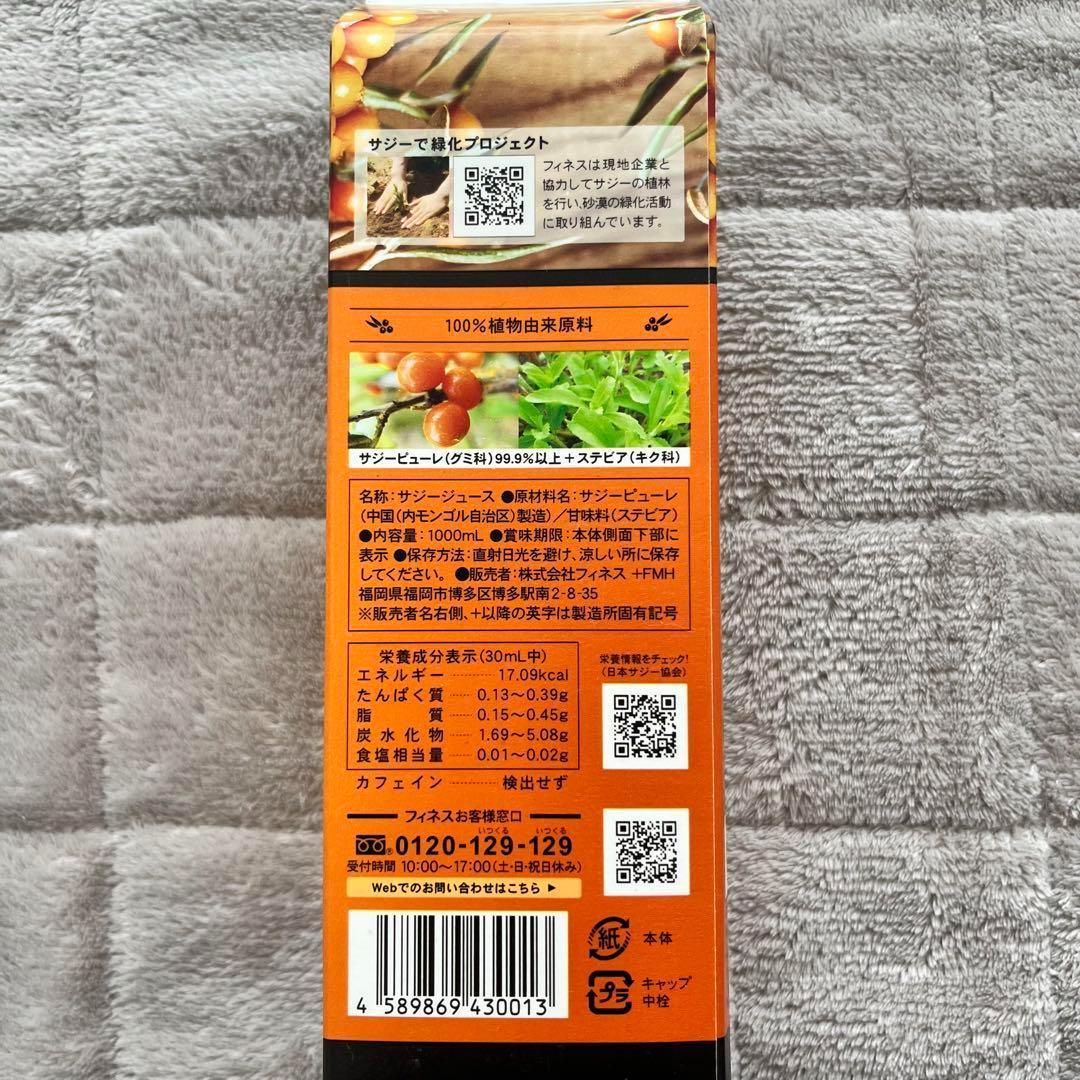 サジーで緑化プロジェクト
フィネスは現地企業と
協力してサジーの植林
を行い、砂漠の緑化活動
に取り組んでいます。
100%植物由来原料
サジーピューレ(グミ科)99.9%以上+ステビア(キク科)
名称:サジージュース ●原材料名:サジーピューレ
(中国(内モンゴル自治区)製造)/甘味料(ステビア)
●内容量:1000mL ●賞味期限:本体側面下部に
表示 ●保存方法:直射日光を避け、涼しい所に保存
してください。 ●販売者:株式会社フィネス +FMH
福岡県福岡市博多区博多駅南2-8-35
※販売者名右側、+以降の英字は製造所固有記号
栄養成分表示(30mL中)
エネルギー 17.09kcal
たんぱく質 0.13~0.39g
脂質 0.15~0.45g
炭水化物 1.69~5.08g
食塩相当量 0.01~0.02g
カフェイン 検出せず
栄養情報をチェック!
(日本サジー協会)
フィネスお客様窓口
いつくる いつくる
0120-129-129
受付時間 10:00~17:00(土・日・祝日休み)
Webでのお問い合わせはこちら ▶
4 589869 430013
紙 本体
プラ キャップ
中栓